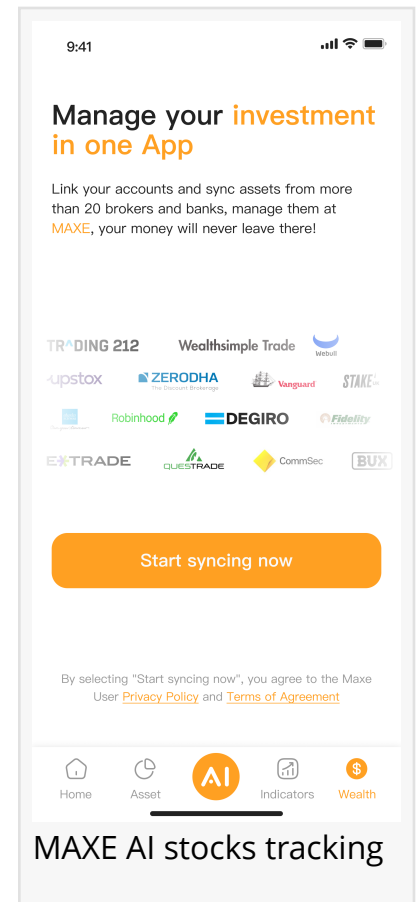 9:41
Manage your investment
in one App
Link your accounts and sync assets from more
than 20 brokers and banks, manage them at
MAXE, your money will never leave there!
TRADING 212 Wealthsimple Trade Webull
upstox ZERODHA The Discount Brokerage Vanguard STAKE
Robinhood DEGIRO Fidelity
E*TRADE QUESTRADE CommSec BUX
Start syncing now
By selecting "Start syncing now", you agree to the Maxe
User Privacy Policy and Terms of Agreement
Home Asset AI Indicators Wealth
MAXE AI stocks tracking